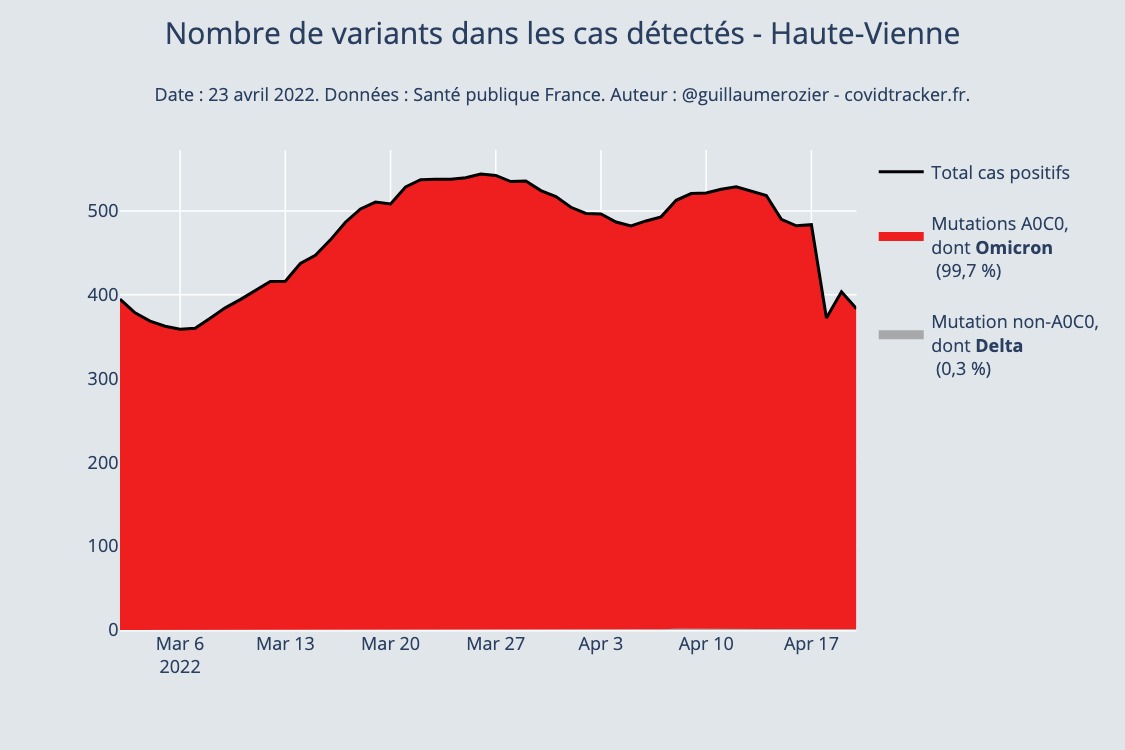 Nombre de variants dans les cas détectés - Haute-Vienne
Date : 23 avril 2022. Données : Santé publique France. Auteur : @guillaumerozier - covidtracker.fr.
Total cas positifs
Mutations A0C0,
dont Omicron
(99,7 %)
Mutation non-A0C0,
dont Delta
(0,3 %)
500
400
300
200
100
0
Mar 6
2022
Mar 13
Mar 20
Mar 27
Apr 3
Apr 10
Apr 17